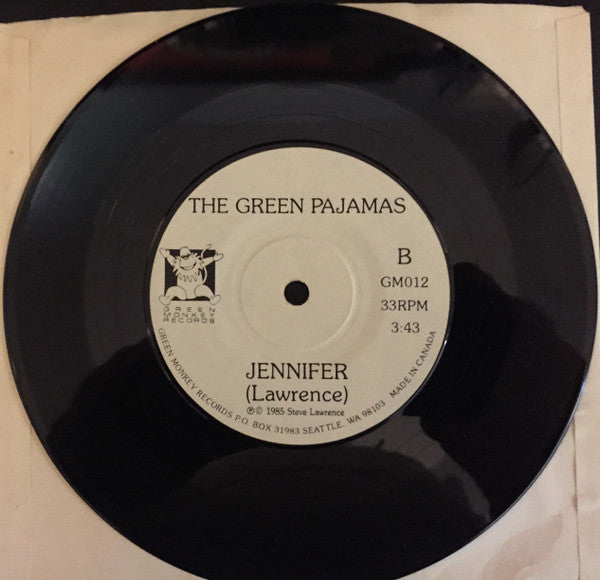 THE GREEN PAJAMAS
GREEN
MONKEY
RECORDS
B
GM012
33RPM
3:43
JENNIFER
(Lawrence)
℗© 1985 Steve Lawrence
GREEN MONKEY RECORDS P.O. BOX 31983 SEATTLE, WA 98103 MADE IN CANADA